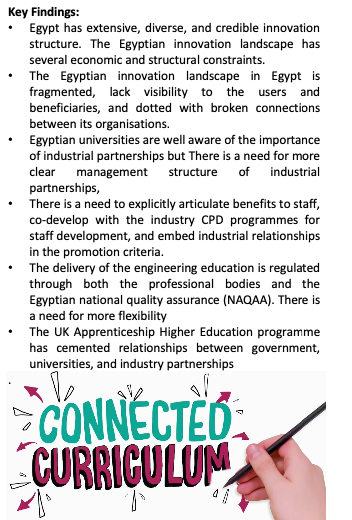 Key Findings:
• Egypt has extensive, diverse, and credible innovation
structure. The Egyptian innovation landscape has
several economic and structural constraints.
• The Egyptian innovation landscape in Egypt is
fragmented, lack visibility to the users and
beneficiaries, and dotted with broken connections
between its organisations.
• Egyptian universities are well aware of the importance
of industrial partnerships but There is a need for more
clear management structure of industrial
partnerships,
• There is a need to explicitly articulate benefits to staff,
co-develop with the industry CPD programmes for
staff development, and embed industrial relationships
in the promotion criteria.
• The delivery of the engineering education is regulated
through both the professional bodies and the
Egyptian national quality assurance (NAQAA). There is
a need for more flexibility
• The UK Apprenticeship Higher Education programme
has cemented relationships between government,
universities, and industry partnerships
.
CONNECTED
CURRICULUM